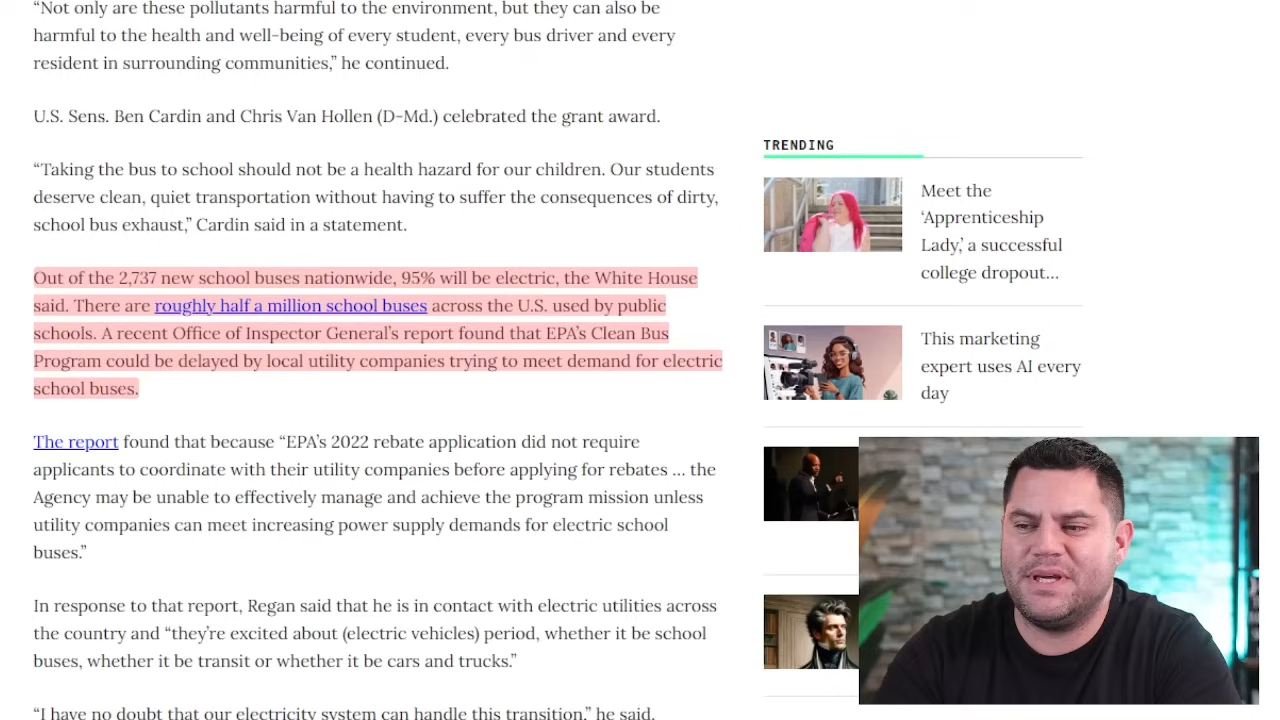 “Not only are these pollutants harmful to the environment, but they can also be
harmful to the health and well-being of every student, every bus driver and every
resident in surrounding communities,” he continued.
U.S. Sens. Ben Cardin and Chris Van Hollen (D-Md.) celebrated the grant award.
“Taking the bus to school should not be a health hazard for our children. Our students
deserve clean, quiet transportation without having to suffer the consequences of dirty,
school bus exhaust,” Cardin said in a statement.
Out of the 2,737 new school buses nationwide, 95% will be electric, the White House
said. There are roughly half a million school buses across the U.S. used by public
schools. A recent Office of Inspector General’s report found that EPA’s Clean Bus
Program could be delayed by local utility companies trying to meet demand for electric
school buses.
The report found that because “EPA’s 2022 rebate application did not require
applicants to coordinate with their utility companies before applying for rebates … the
Agency may be unable to effectively manage and achieve the program mission unless
utility companies can meet increasing power supply demands for electric school
buses.”
In response to that report, Regan said that he is in contact with electric utilities across
the country and “they’re excited about (electric vehicles) period, whether it be school
buses, whether it be transit or whether it be cars and trucks.”
“I have no doubt that our electricity system can handle this transition,” he said.
TRENDING
Meet the
‘Apprenticeship
Lady,’ a successful
college dropout…
This marketing
expert uses AI every
day